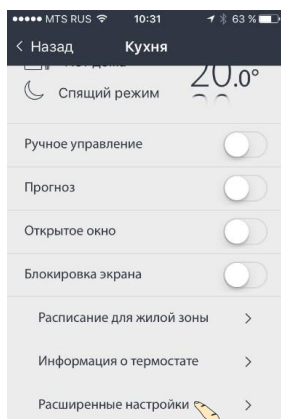 MTS RUS 10:31 63 %
Назад Кухня
Спящий режим 20.0°
Ручное управление
Прогноз
Открытое окно
Блокировка экрана
Расписание для жилой зоны
Информация о термостате
Расширенные настройки